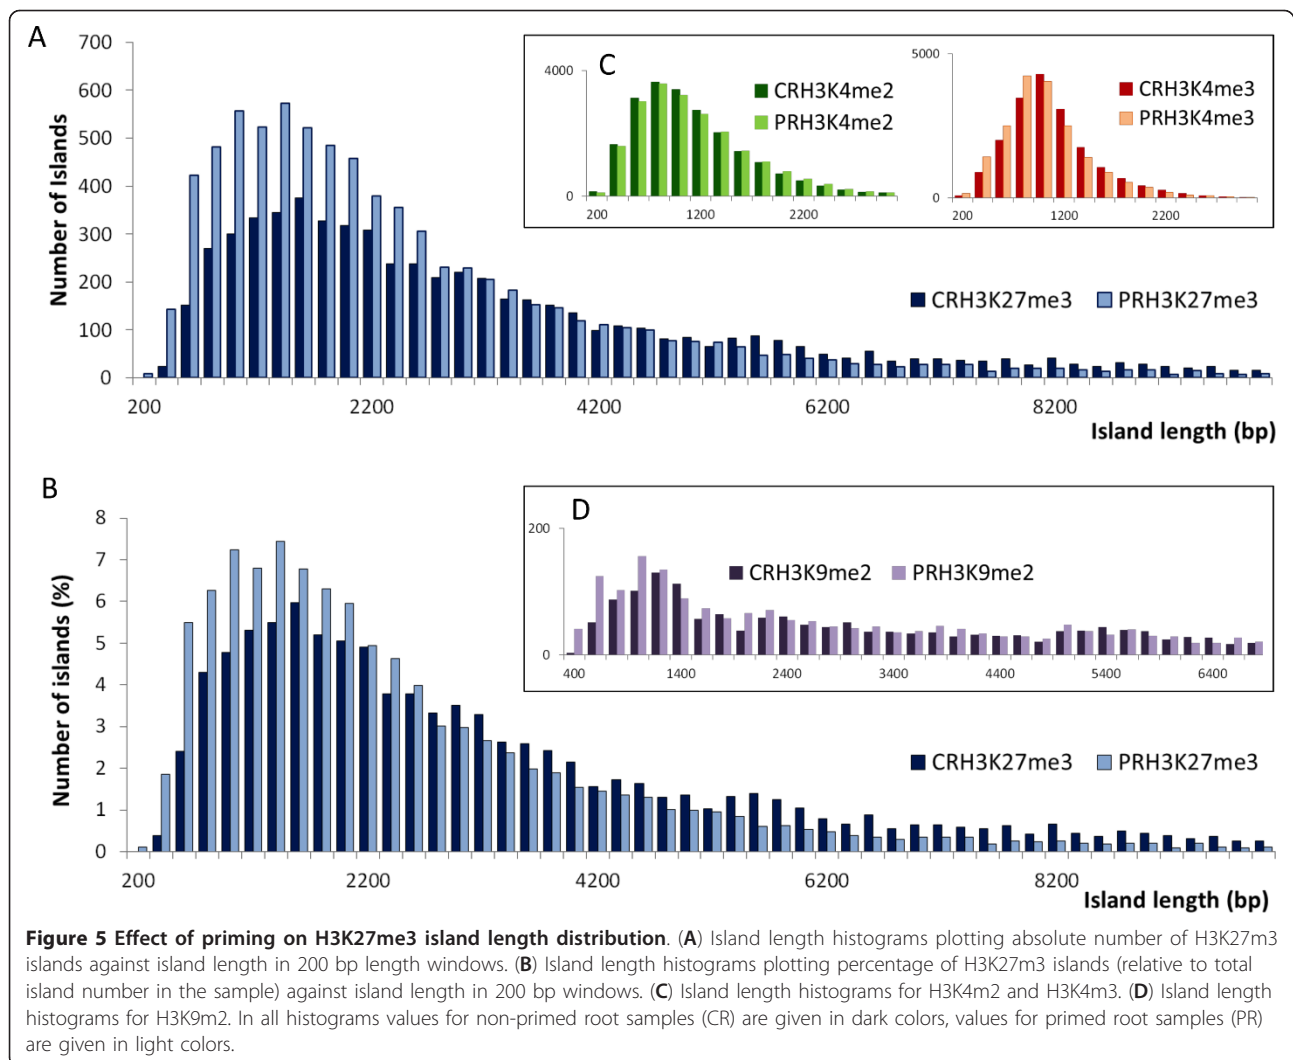 A
700
600
500
400
300
200
100
0
Number of Islands
200
2200
4200
6200
8200
Island length (bp)
CRH3K27me3
PRH3K27me3
C
4000
0
CRH3K4me2
PRH3K4me2
200
1200
2200
5000
0
CRH3K4me3
PRH3K4me3
200
1200
2200
B
8
7
6
5
4
3
2
1
0
Number of islands (%)
200
2200
4200
6200
8200
Island length (bp)
CRH3K27me3
PRH3K27me3
D
200
0
CRH3K9me2
PRH3K9me2
400
1400
2400
3400
4400
5400
6400
Figure 5 Effect of priming on H3K27me3 island length distribution. (A) Island length histograms plotting absolute number of H3K27m3
islands against island length in 200 bp length windows. (B) Island length histograms plotting percentage of H3K27m3 islands (relative to total
island number in the sample) against island length in 200 bp windows. (C) Island length histograms for H3K4m2 and H3K4m3. (D) Island length
histograms for H3K9m2. In all histograms values for non-primed root samples (CR) are given in dark colors, values for primed root samples (PR)
are given in light colors.